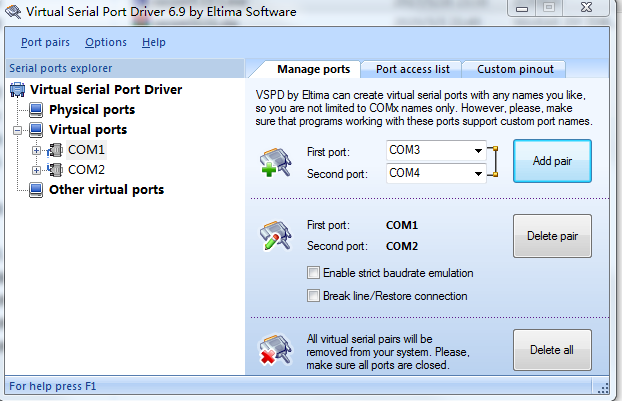 Virtual Serial Port Driver 6.9 by Eltima Software
Port pairs Options Help
Serial ports explorer
Virtual Serial Port Driver
Physical ports
Virtual ports
COM1
COM2
Other virtual ports
Manage ports Port access list Custom pinout
VSPD by Eltima can create virtual serial ports with any names you like,
so you are not limited to COMx names only. However, please, make
sure that programs working with these ports support custom port names.
First port: COM3
Second port: COM4
Add pair
First port: COM1
Second port: COM2
Delete pair
Enable strict baudrate emulation
Break line/Restore connection
All virtual serial pairs will be
removed from your system. Please,
make sure all ports are closed.
Delete all
For help press F1